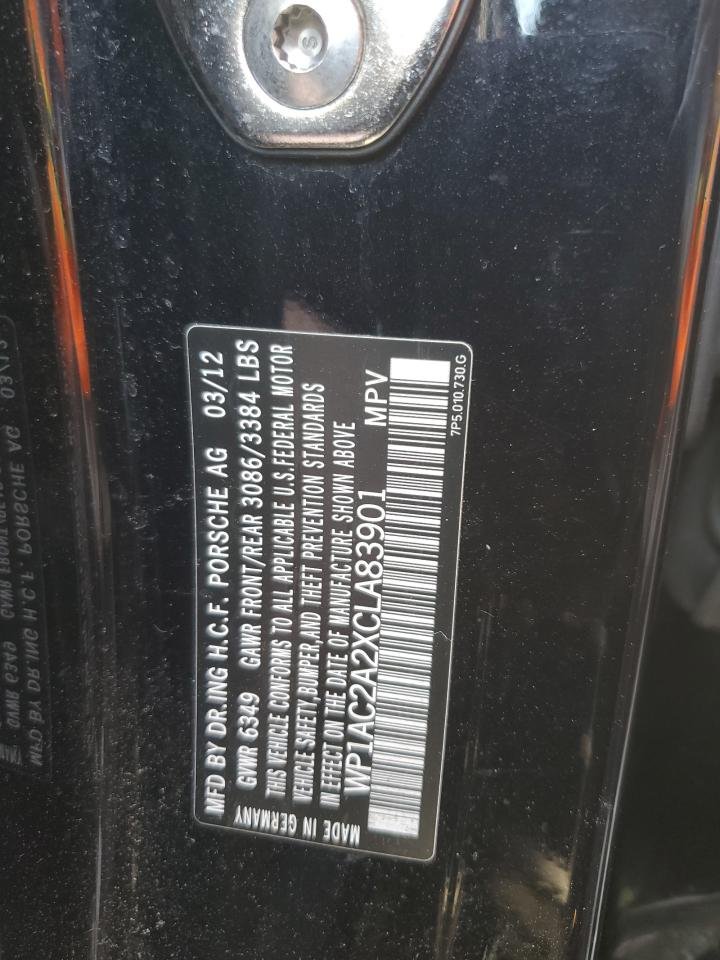 MFD BY DR.ING H.C.F. PORSCHE AG 03/12
GWR 6349 GAWR FRONT/REAR 3086/3384 LBS
THIS VEHICLE CONFORMS TO ALL APPLICABLE U.S.FEDERAL MOTOR
VEHICLE SAFETY,BUMPER,AND THEFT PREVENTION STANDARDS
IN EFFECT ON THE DATE OF MANUFACTURE SHOWN ABOVE
WP1AC2A2XCLA83901 MPV
MADE IN GERMANY
7P5.010.730.G
S